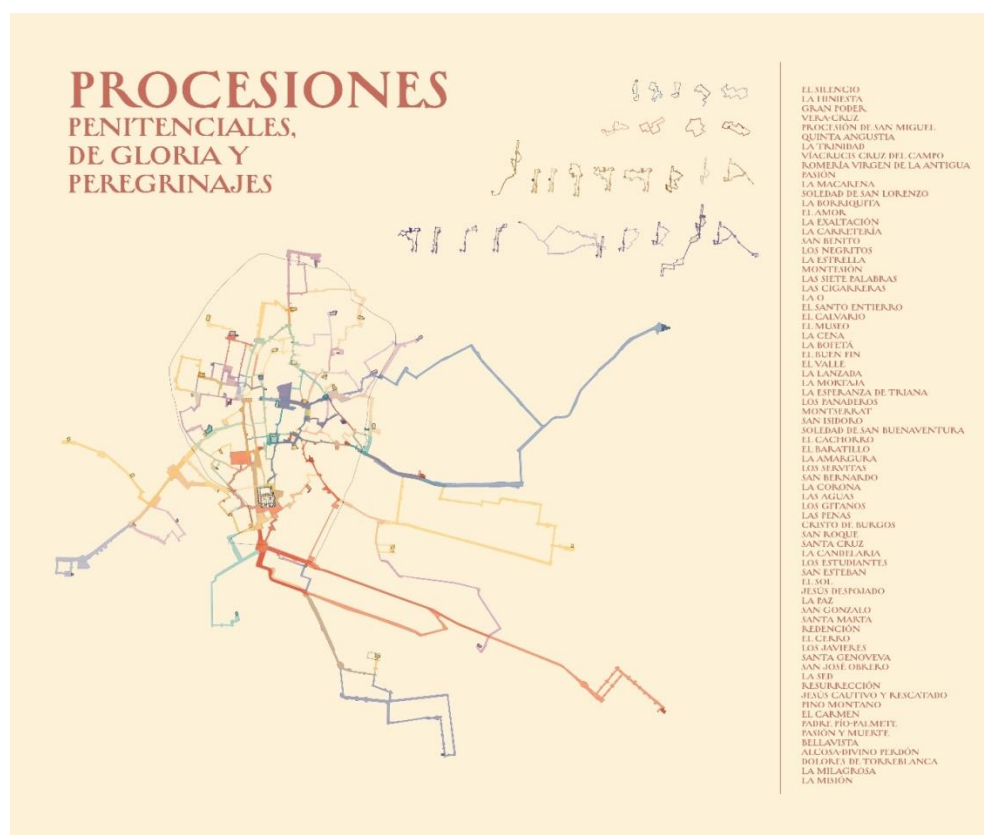 PROCESIONES
PENITENCIALES,
DE GLORIA Y
PEREGRINAJES
EL SILENCIO
LA HINIESTA
GRAN PODER
VERA-CRUZ
PROCESIÓN DE SAN MIGUEL
QUINTA ANGUSTIA
LA TRINIDAD
VÍACRUCIS CRUZ DEL CAMPO
ROMERÍA VIRGEN DE LA ANTIGUA
PASIÓN
LA MACARENA
SOLEDAD DE SAN LORENZO
LA BORRIQUITA
EL AMOR
LA EXALTACIÓN
LA CARRETERÍA
SAN BENITO
LOS NEGRITOS
LA ESTRELLA
MONTESIÓN
LAS SIETE PALABRAS
LAS CIGARRERAS
LA O
EL SANTO ENTIERRO
EL CALVARIO
EL MUSEO
LA CENA
LA BOFETÁ
EL BUEN FIN
EL VALLE
LA LANZADA
LA MORTAJA
LA ESPERANZA DE TRIANA
LOS PANADEROS
MONTSERRAT
SAN ISIDORO
SOLEDAD DE SAN BUENAVENTURA
EL CACHORRO
EL BARATILLO
LA AMARGURA
LOS SERVITAS
SAN BERNARDO
LA CORONA
LAS AGUAS
LOS GITANOS
LAS PENAS
CRISTO DE BURGOS
SAN ROQUE
SANTA CRUZ
LA CANDELARIA
LOS ESTUDIANTES
SAN ESTEBAN
EL SOL
JESÚS DESPOJADO
LA PAZ
SAN GONZALO
SANTA MARTA
REDENCIÓN
EL CERRO
LOS JAVIERES
SANTA GENOVEVA
SAN JOSÉ OBRERO
LA SED
RESURRECCIÓN
JESÚS CAUTIVO Y RESCATADO
PINO MONTANO
EL CARMEN
PADRE PÍO-PALMETE
PASIÓN Y MUERTE
BELLAVISTA
ALCOSA-DIVINO PERDÓN
DOLORES DE TORREBLANCA
LA MILAGROSA
LA MISIÓN